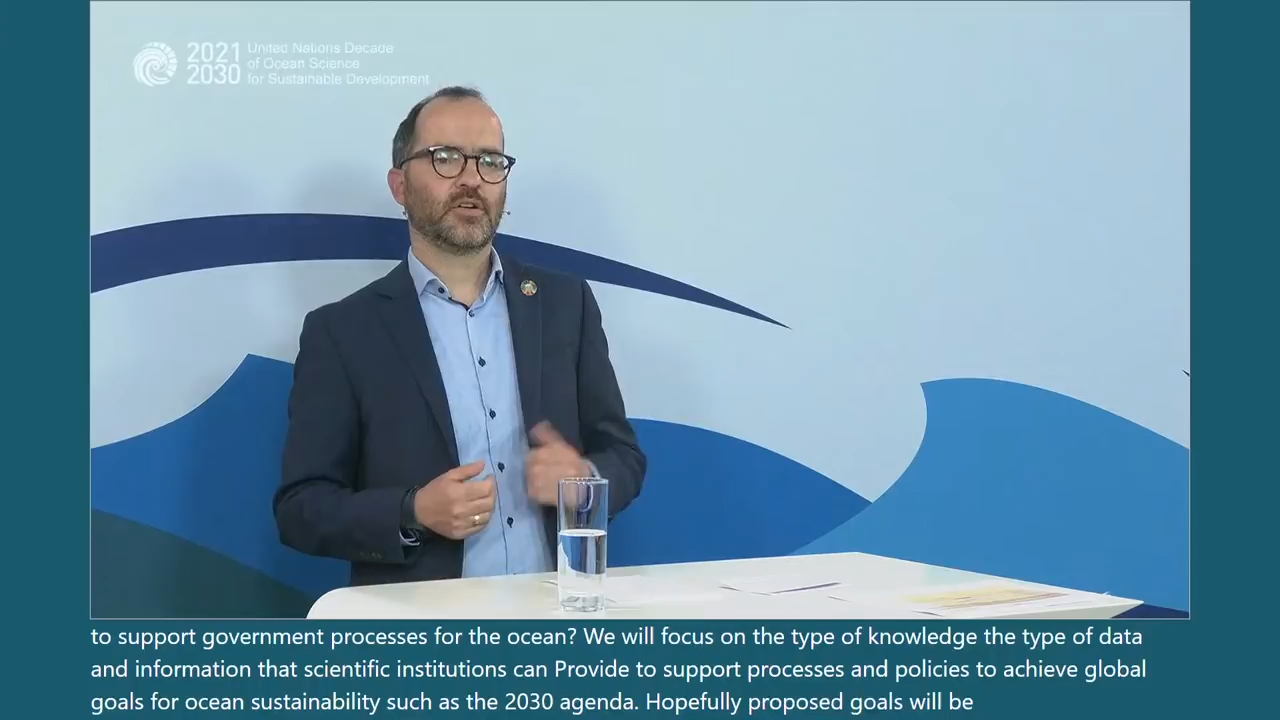 2021
2030
United Nations Decade
of Ocean Science
for Sustainable Development
to support government processes for the ocean? We will focus on the type of knowledge the type of data
and information that scientific institutions can Provide to support processes and policies to achieve global
goals for ocean sustainability such as the 2030 agenda. Hopefully proposed goals will be